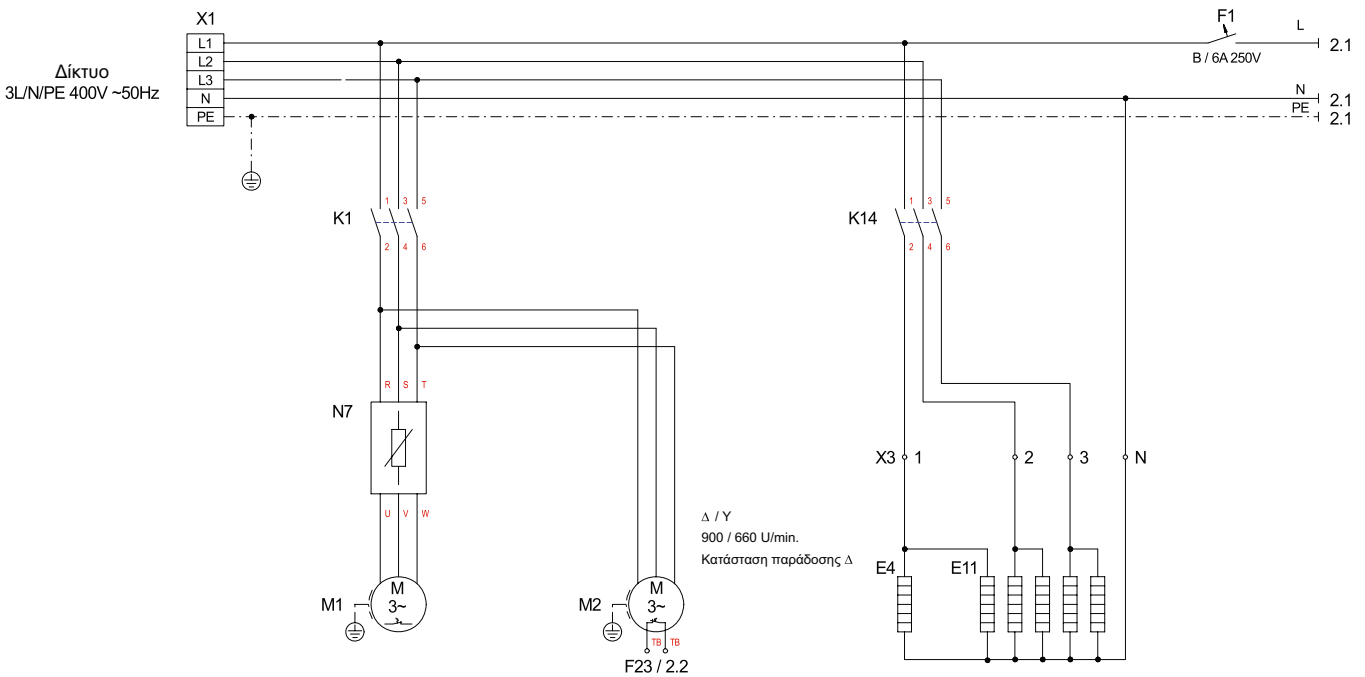 X1
F1
L
L1
2.1
L2
B / 6A 250V
Δίκτυο
L3
3L/N/PE 400V ~50Hz
N
N
2.1
PE
PE
2.1
1 3 5
1 3 5
K1
K14
2 4 6
2 4 6
R S T
N7
X3 1 2 3 N
U V W
Δ / Y
900 / 660 U/min.
Κατάσταση παράδοσης Δ
E4
E11
M
3~
M1
M
3~
M2
TB TB
F23 / 2.2